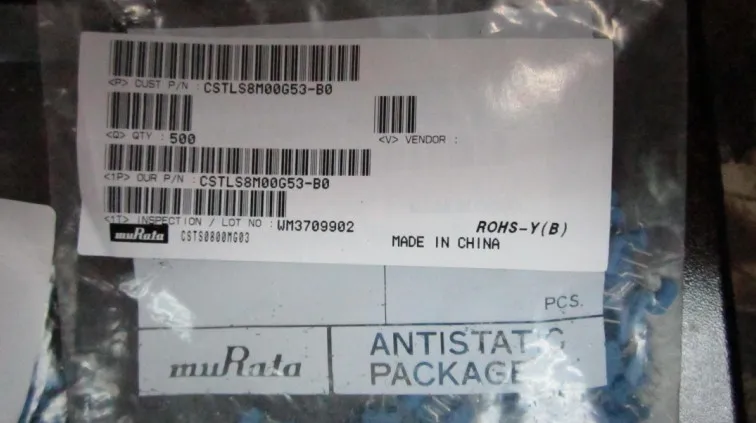 <P> CUST P/N : CSTLS8M00G53-B0
<Q> QTY : 500
<V> VENDOR :
<1P> OUR P/N : CSTLS8M00G53-B0
<1T> INSPECTION / LOT NO : WM3709902
muRata CSTS0800MG03
ROHS-Y(B)
MADE IN CHINA
PCS.
muRata
ANTISTATIC
PACKAGE